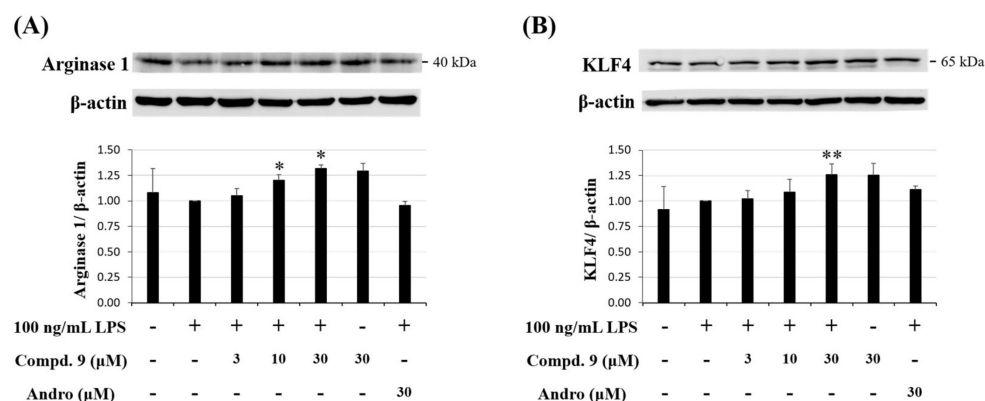 (A)
Arginase 1
- 40 kDa
β-actin
Arginase 1/ β-actin
1.50
1.25
1.00
0.75
0.50
0.25
0.00
* *
100 ng/mL LPS - + + + + - +
Compd. 9 (μM) - - 3 10 30 30 -
Andro (μM) - - - - - - 30
(B)
KLF4
- 65 kDa
β-actin
KLF4/ β-actin
1.50
1.25
1.00
0.75
0.50
0.25
0.00
**
100 ng/mL LPS - + + + + - +
Compd. 9 (μM) - - 3 10 30 30 -
Andro (μM) - - - - - - 30